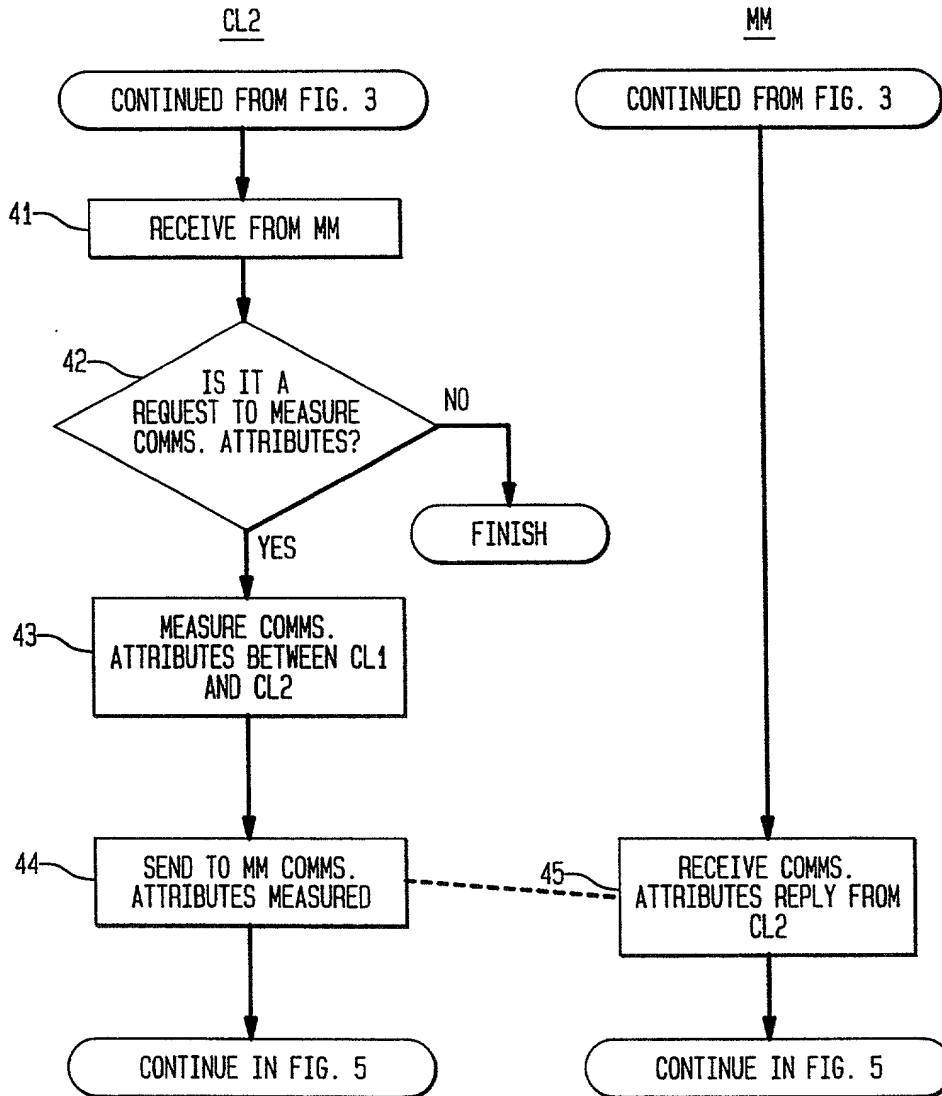 CL2
CONTINUED FROM FIG. 3
41
RECEIVE FROM MM
42
IS IT A
REQUEST TO MEASURE
COMMS. ATTRIBUTES?
NO
FINISH
YES
43
MEASURE COMMS.
ATTRIBUTES BETWEEN CL1
AND CL2
44
SEND TO MM COMMS.
ATTRIBUTES MEASURED
CONTINUE IN FIG. 5
MM
CONTINUED FROM FIG. 3
45
RECEIVE COMMS.
ATTRIBUTES REPLY FROM
CL2
CONTINUE IN FIG. 5